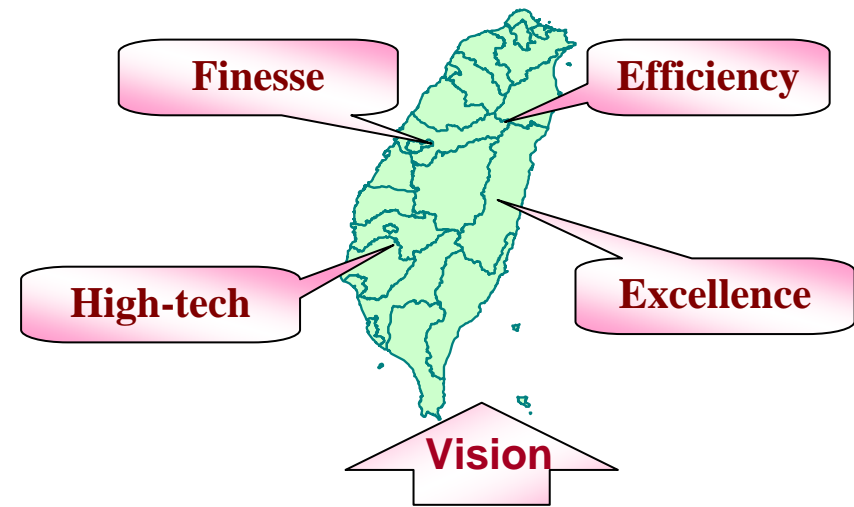 Finesse
Efficiency
High-tech
Excellence
Vision